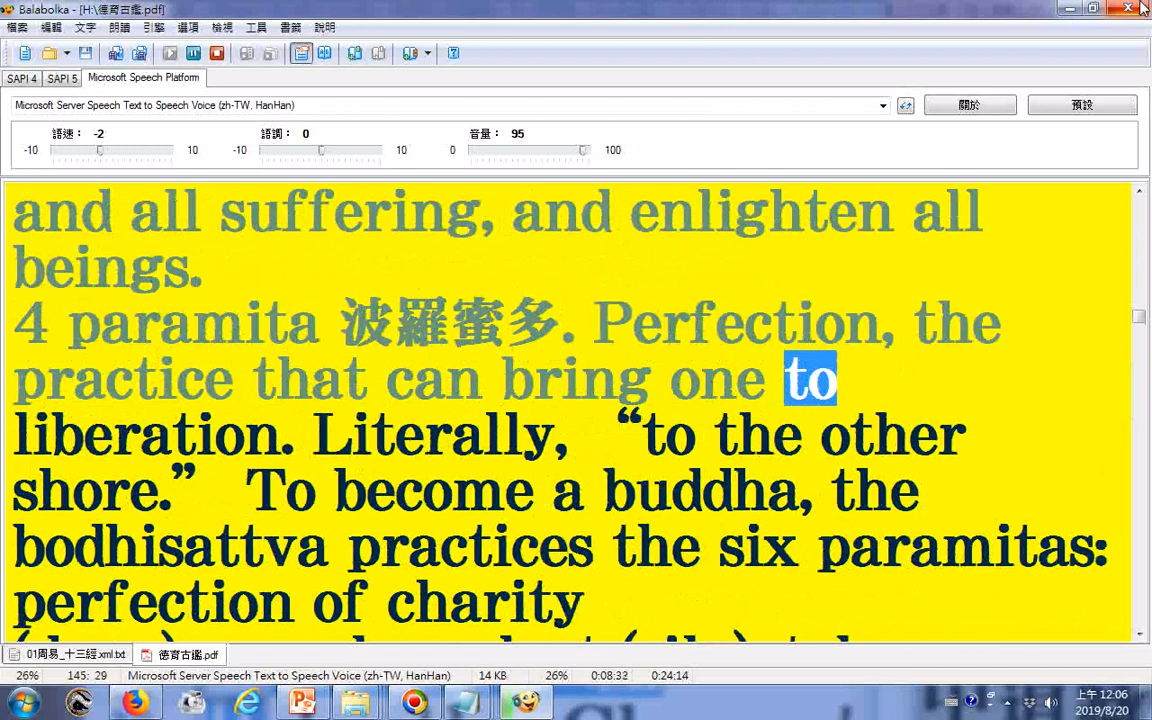 Balabolka - [H:\德育古鑑.pdf]
檔案 編輯 文字 朗讀 引擎 選項 檢視 工具 書籤 說明
SAPI 4 SAPI 5 Microsoft Speech Platform
Microsoft Server Speech Text to Speech Voice (zh-TW, HanHan) 關於 預設
語速： -2 語調： 0 音量： 95
-10 10 -10 10 0 100
and all suffering, and enlighten all
beings.
4 paramita 波羅蜜多. Perfection, the
practice that can bring one to
liberation. Literally, “to the other
shore.” To become a buddha, the
bodhisattva practices the six paramitas:
perfection of charity
01周易_十三經.xml.txt 德育古鑑.pdf
26% 145: 29 Microsoft Server Speech Text to Speech Voice (zh-TW, HanHan) 14 KB 26% 0:08:32 0:24:14
上午 12:06
2019/8/20